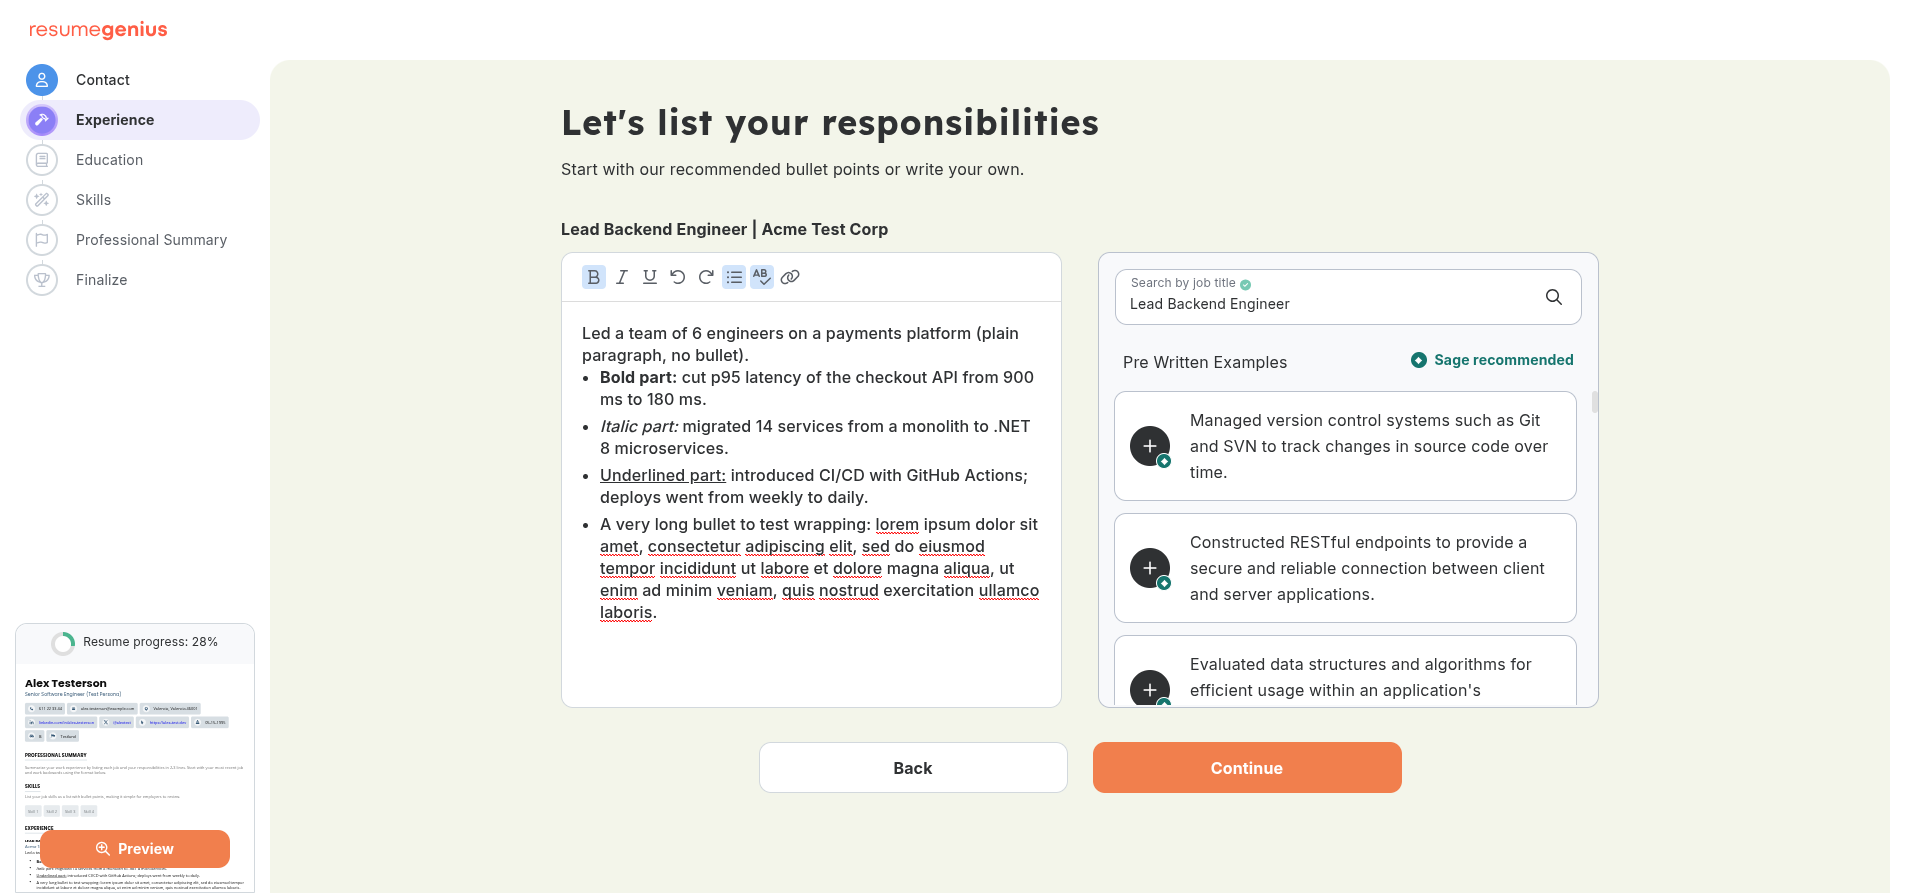 resumegenius
Contact
Experience
Education
Skills
Professional Summary
Finalize
Let's list your responsibilities
Start with our recommended bullet points or write your own.
Lead Backend Engineer | Acme Test Corp
Led a team of 6 engineers on a payments platform (plain
paragraph, no bullet).
• Bold part: cut p95 latency of the checkout API from 900
ms to 180 ms.
• Italic part: migrated 14 services from a monolith to .NET
8 microservices.
• Underlined part: introduced CI/CD with GitHub Actions;
deploys went from weekly to daily.
• A very long bullet to test wrapping: lorem ipsum dolor sit
amet, consectetur adipiscing elit, sed do eiusmod
tempor incididunt ut labore et dolore magna aliqua, ut
enim ad minim veniam, quis nostrud exercitation ullamco
laboris.
Search by job title
Lead Backend Engineer
Pre Written Examples
Sage recommended
Managed version control systems such as Git
and SVN to track changes in source code over
time.
Constructed RESTful endpoints to provide a
secure and reliable connection between client
and server applications.
Evaluated data structures and algorithms for
efficient usage within an application's
Back
Continue
Resume progress: 28%
Alex Testerson
Senior Software Engineer (Test Persona)
PROFESSIONAL SUMMARY
SKILLS
EXPERIENCE
Preview